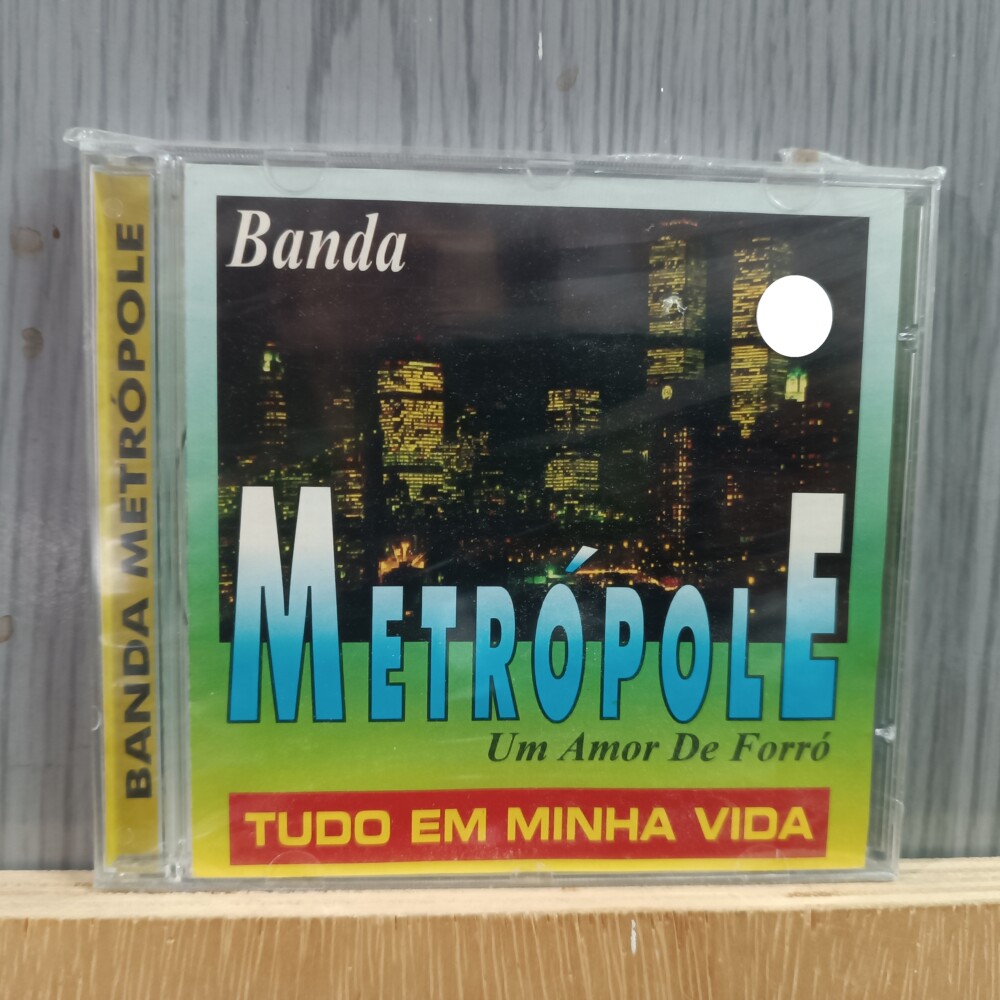 BANDA METRÓPOLE
Banda
METRÓPOLE
Um Amor De Forró
TUDO EM MINHA VIDA